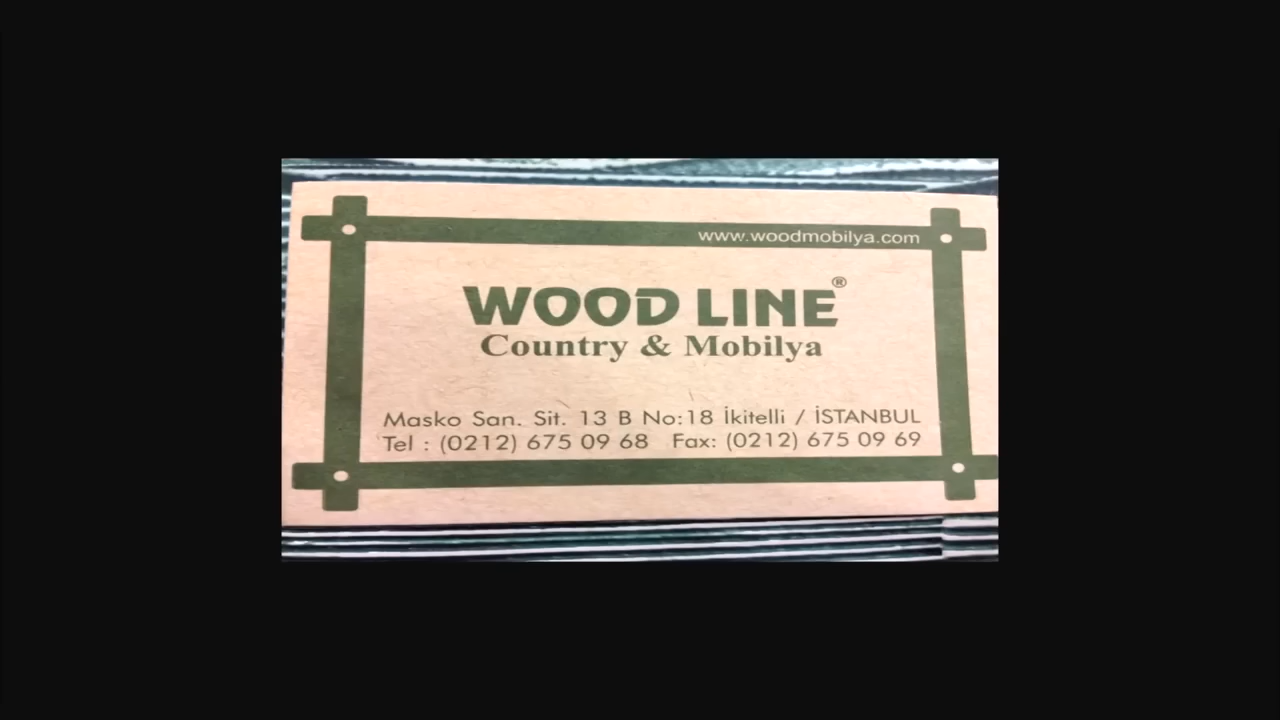 www.woodmobilya.com
WOOD LINE®
Country & Mobilya
Masko San. Sit. 13 B No:18 İkitelli / İSTANBUL
Tel : (0212) 675 09 68 Fax: (0212) 675 09 69